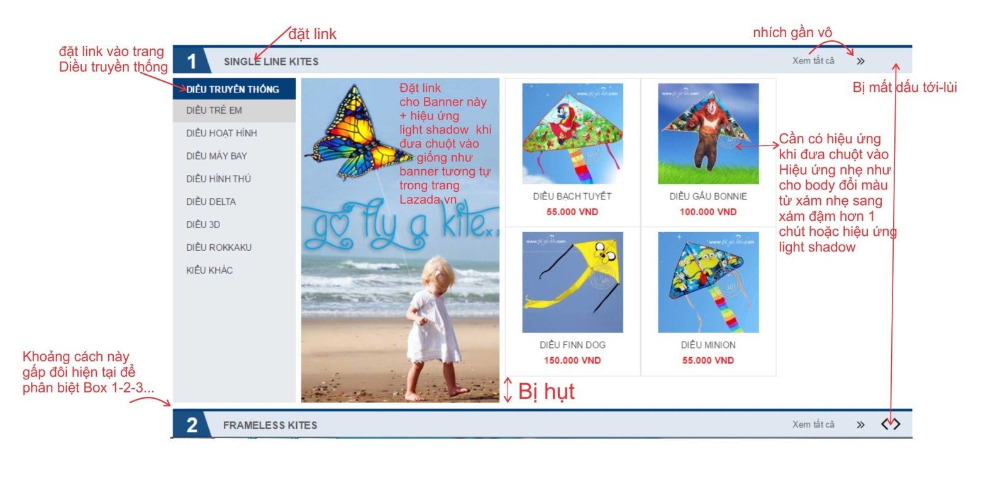 đặt link
nhích gần vô
đặt link vào trang
Diều truyền thống
1 SINGLE LINE KITES Xem tất cả »
Bị mất dấu tới-lùi
DIỀU TRUYỀN THỐNG
DIỀU TRẺ EM
DIỀU HOẠT HÌNH
DIỀU MÁY BAY
DIỀU HÌNH THÚ
DIỀU DELTA
DIỀU 3D
DIỀU ROKKAKU
KIỂU KHÁC
Đặt link
cho Banner này
+ hiệu ứng
light shadow khi
đưa chuột vào
giống như
banner tương tự
trong trang
Lazada.vn
go fly a kite...
DIỀU BẠCH TUYẾT
55.000 VND
DIỀU GẤU BONNIE
100.000 VND
Cần có hiệu ứng
khi đưa chuột vào
Hiệu ứng nhẹ như
cho body đổi màu
từ xám nhẹ sang
xám đậm hơn 1
chút hoặc hiệu ứng
light shadow
DIỀU FINN DOG
150.000 VND
DIỀU MINION
55.000 VND
Khoảng cách này
gấp đôi hiện tại để
phân biệt Box 1-2-3...
Bị hụt
2 FRAMELESS KITES Xem tất cả »